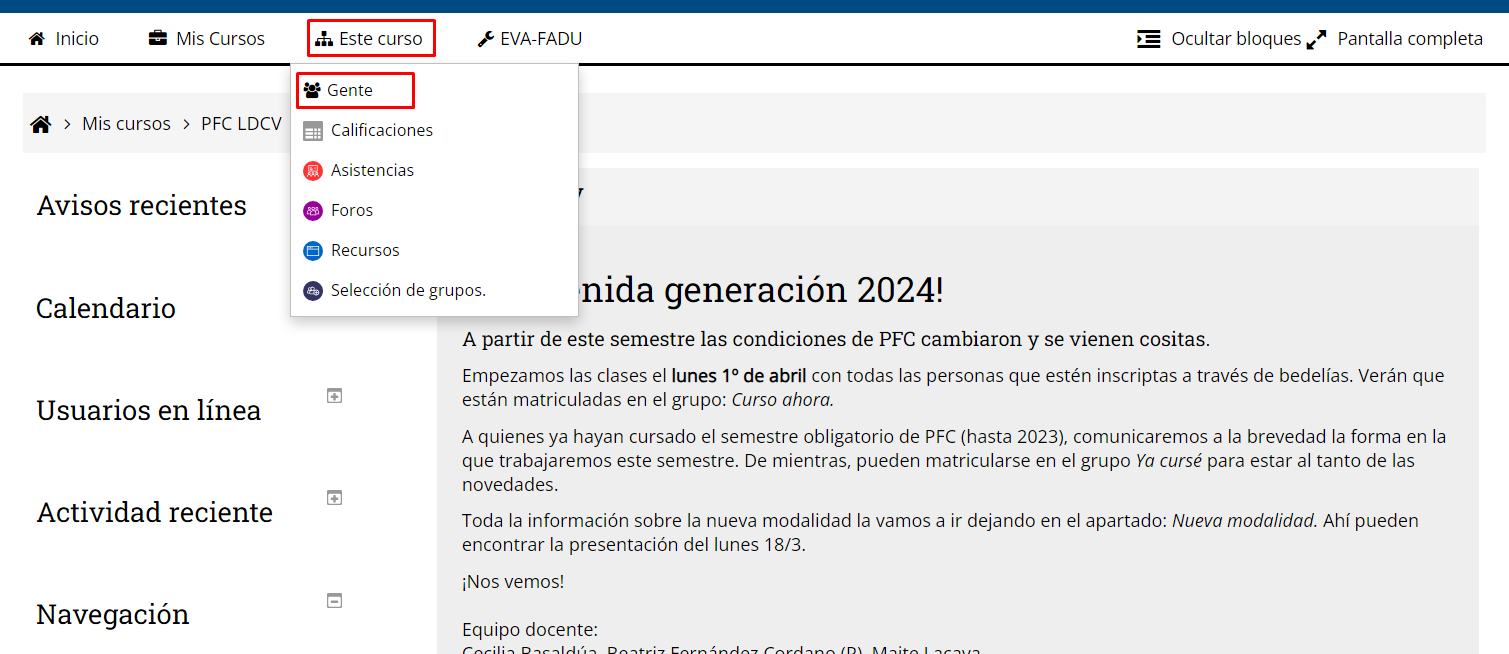 Inicio
Mis Cursos
Este curso
EVA-FADU
Ocultar bloques
Pantalla completa
Gente
Calificaciones
Asistencias
Foros
Recursos
Selección de grupos.
> Mis cursos > PFC LDCV
Avisos recientes
Calendario
Usuarios en línea
Actividad reciente
Navegación
generación 2024!
A partir de este semestre las condiciones de PFC cambiaron y se vienen cositas.
Empezamos las clases el lunes 1º de abril con todas las personas que estén inscriptas a través de bedelías. Verán que
están matriculadas en el grupo: Curso ahora.
A quienes ya hayan cursado el semestre obligatorio de PFC (hasta 2023), comunicaremos a la brevedad la forma en la
que trabajaremos este semestre. De mientras, pueden matricularse en el grupo Ya cursé para estar al tanto de las
novedades.
Toda la información sobre la nueva modalidad la vamos a ir dejando en el apartado: Nueva modalidad. Ahí pueden
encontrar la presentación del lunes 18/3.
¡Nos vemos!
Equipo docente:
Cecilia Basaldúa, Beatriz Fernández Cordano (R), Maite Lacava